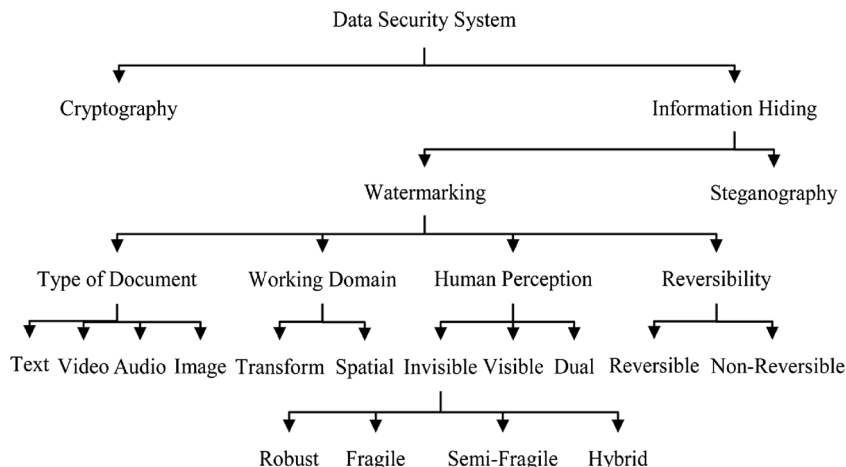 Data Security System
Cryptography Information Hiding
Watermarking Steganography
Type of Document Working Domain Human Perception Reversibility
Text Video Audio Image Transform Spatial Invisible Visible Dual Reversible Non-Reversible
Robust Fragile Semi-Fragile Hybrid